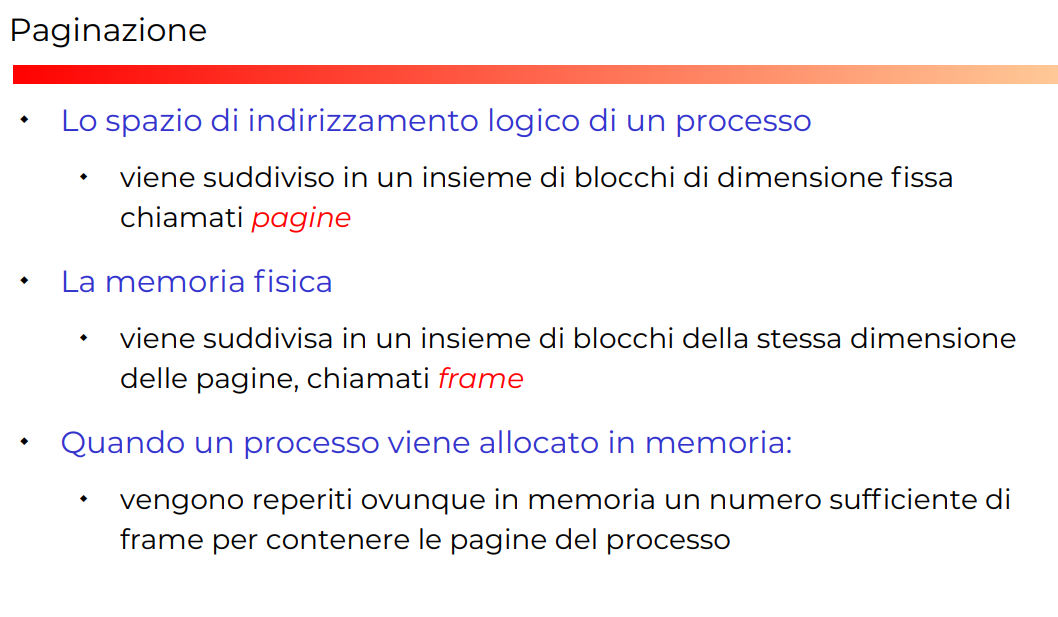 Paginazione
Lo spazio di indirizzamento logico di un processo
viene suddiviso in un insieme di blocchi di dimensione fissa
chiamati pagine
La memoria fisica
viene suddivisa in un insieme di blocchi della stessa dimensione
delle pagine, chiamati frame
Quando un processo viene allocato in memoria:
vengono reperiti ovunque in memoria un numero sufficiente di
frame per contenere le pagine del processo